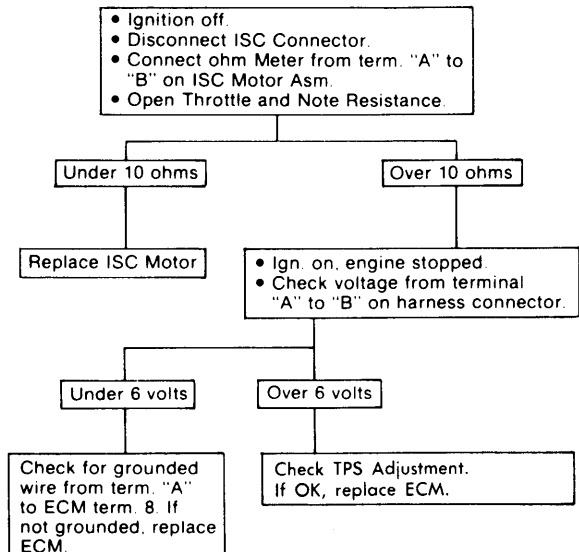 • Ignition off.
• Disconnect ISC Connector.
• Connect ohm Meter from term. "A" to
"B" on ISC Motor Asm.
• Open Throttle and Note Resistance.
Under 10 ohms
Over 10 ohms
Replace ISC Motor
• Ign. on, engine stopped.
• Check voltage from terminal
"A" to "B" on harness connector.
Under 6 volts
Over 6 volts
Check for grounded
wire from term. "A"
to ECM term. 8. If
not grounded, replace
ECM.
Check TPS Adjustment.
If OK, replace ECM.